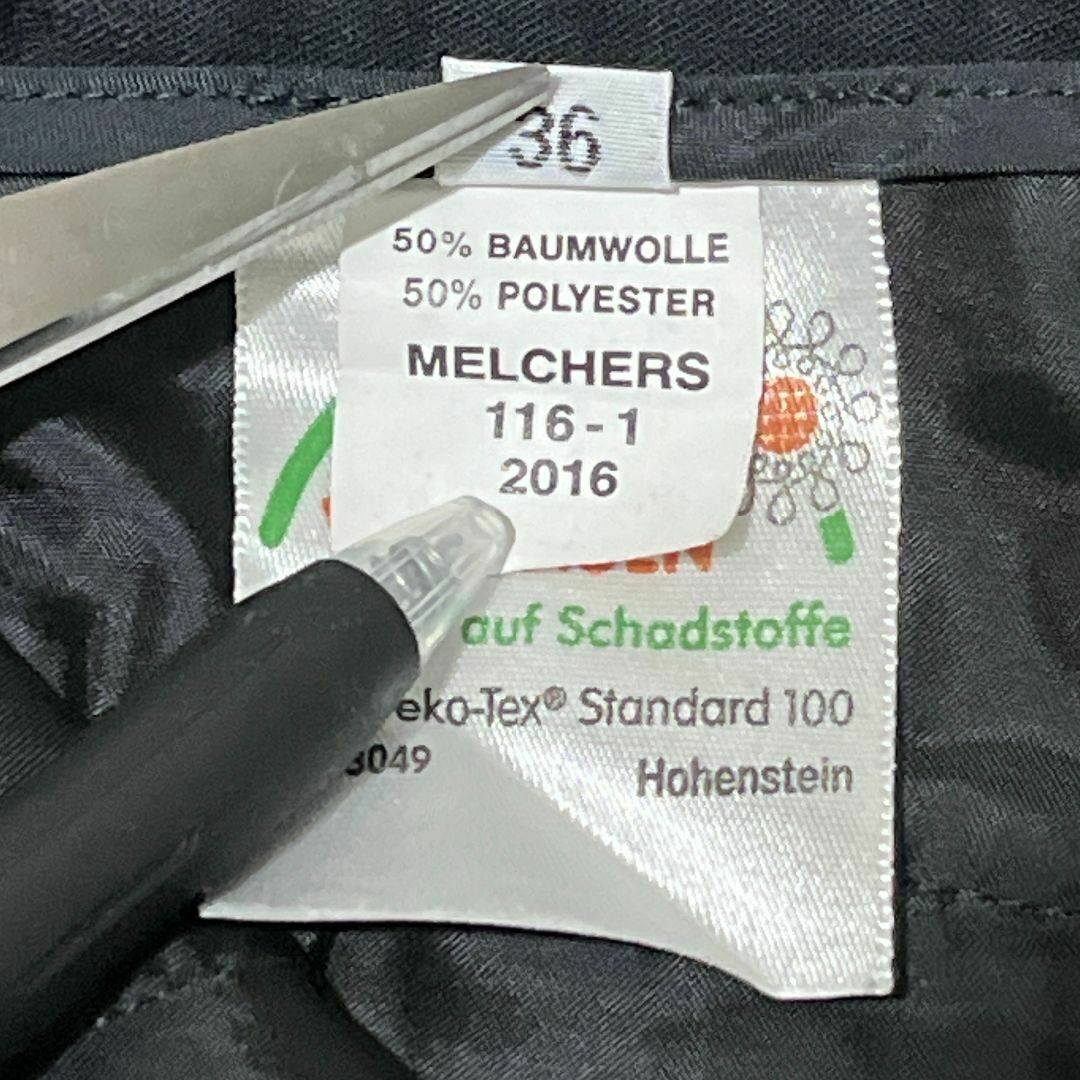 36
50% BAUMWOLLE
50% POLYESTER
MELCHERS
116-1
2016
auf Schadstoffe
eko-Tex® Standard 100
3049
Hohenstein